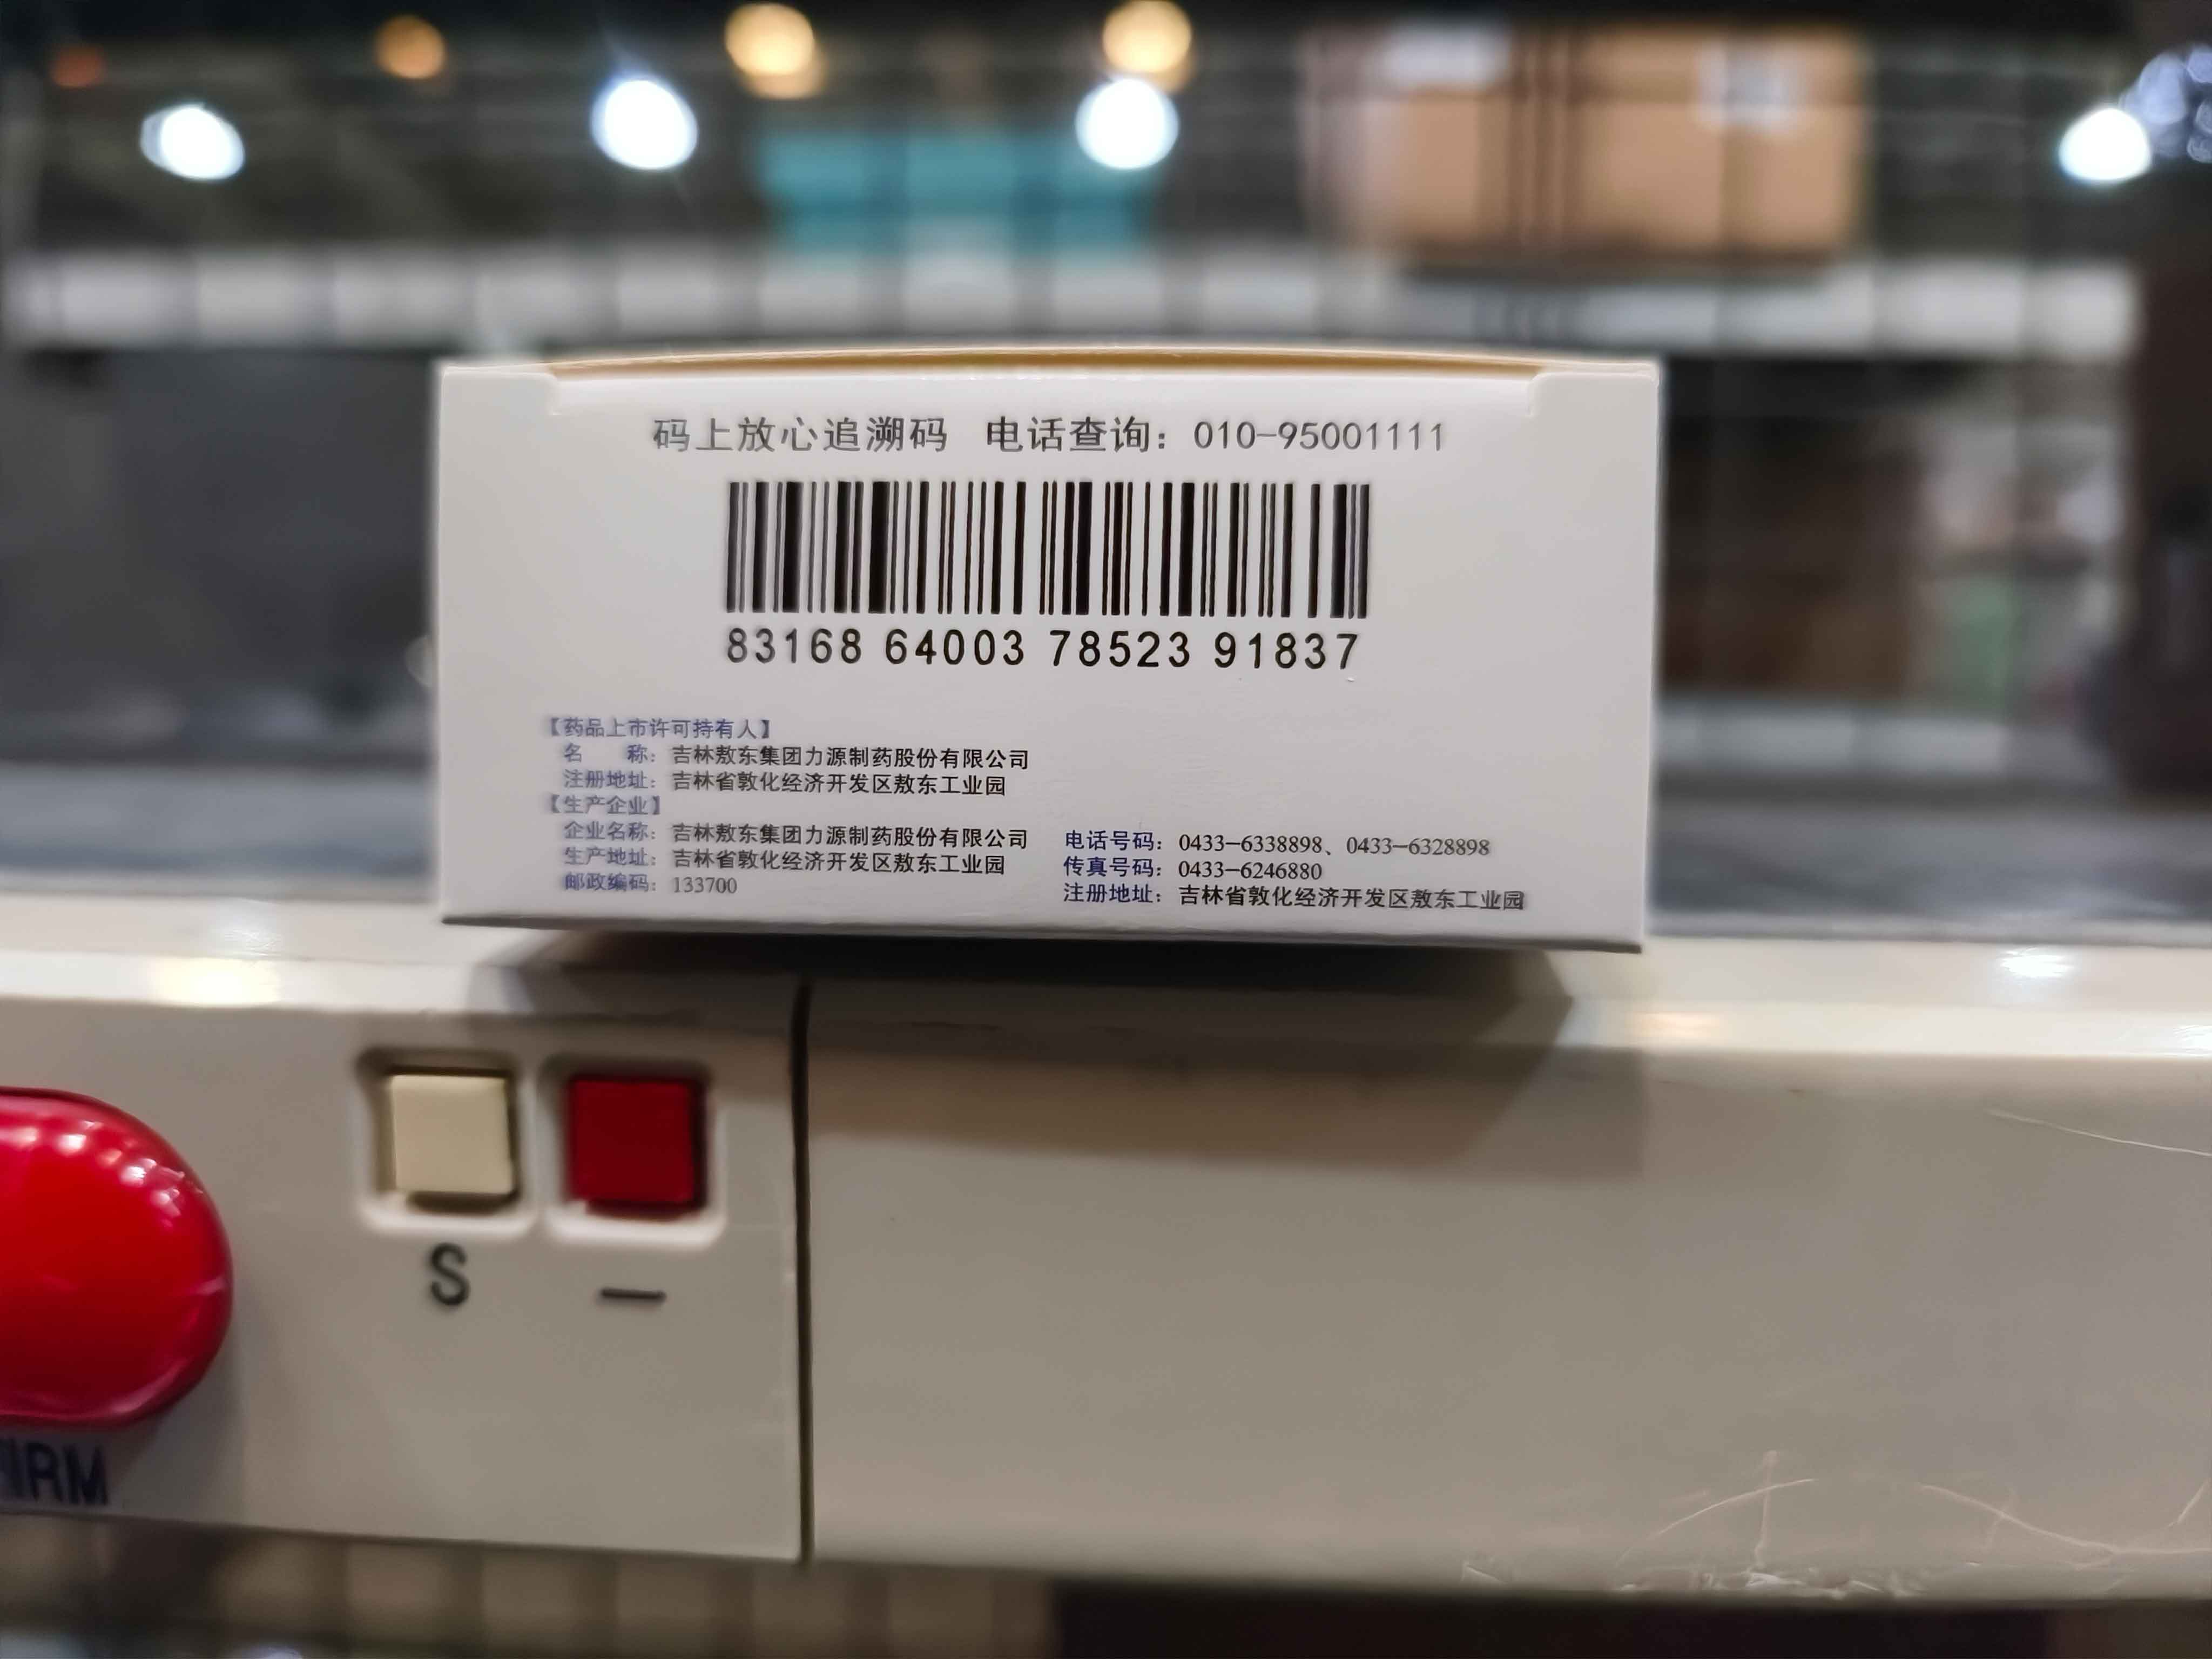 码上放心追溯码 电话查询：010-95001111
83168 64003 78523 91837
【药品上市许可持有人】
名 称：吉林敖东集团力源制药股份有限公司
注册地址：吉林省敦化经济开发区敖东工业园
【生产企业】
企业名称：吉林敖东集团力源制药股份有限公司
生产地址：吉林省敦化经济开发区敖东工业园
邮政编码：133700
电话号码：0433-6338898、0433-6328898
传真号码：0433-6246880
注册地址：吉林省敦化经济开发区敖东工业园
S
—
IRM